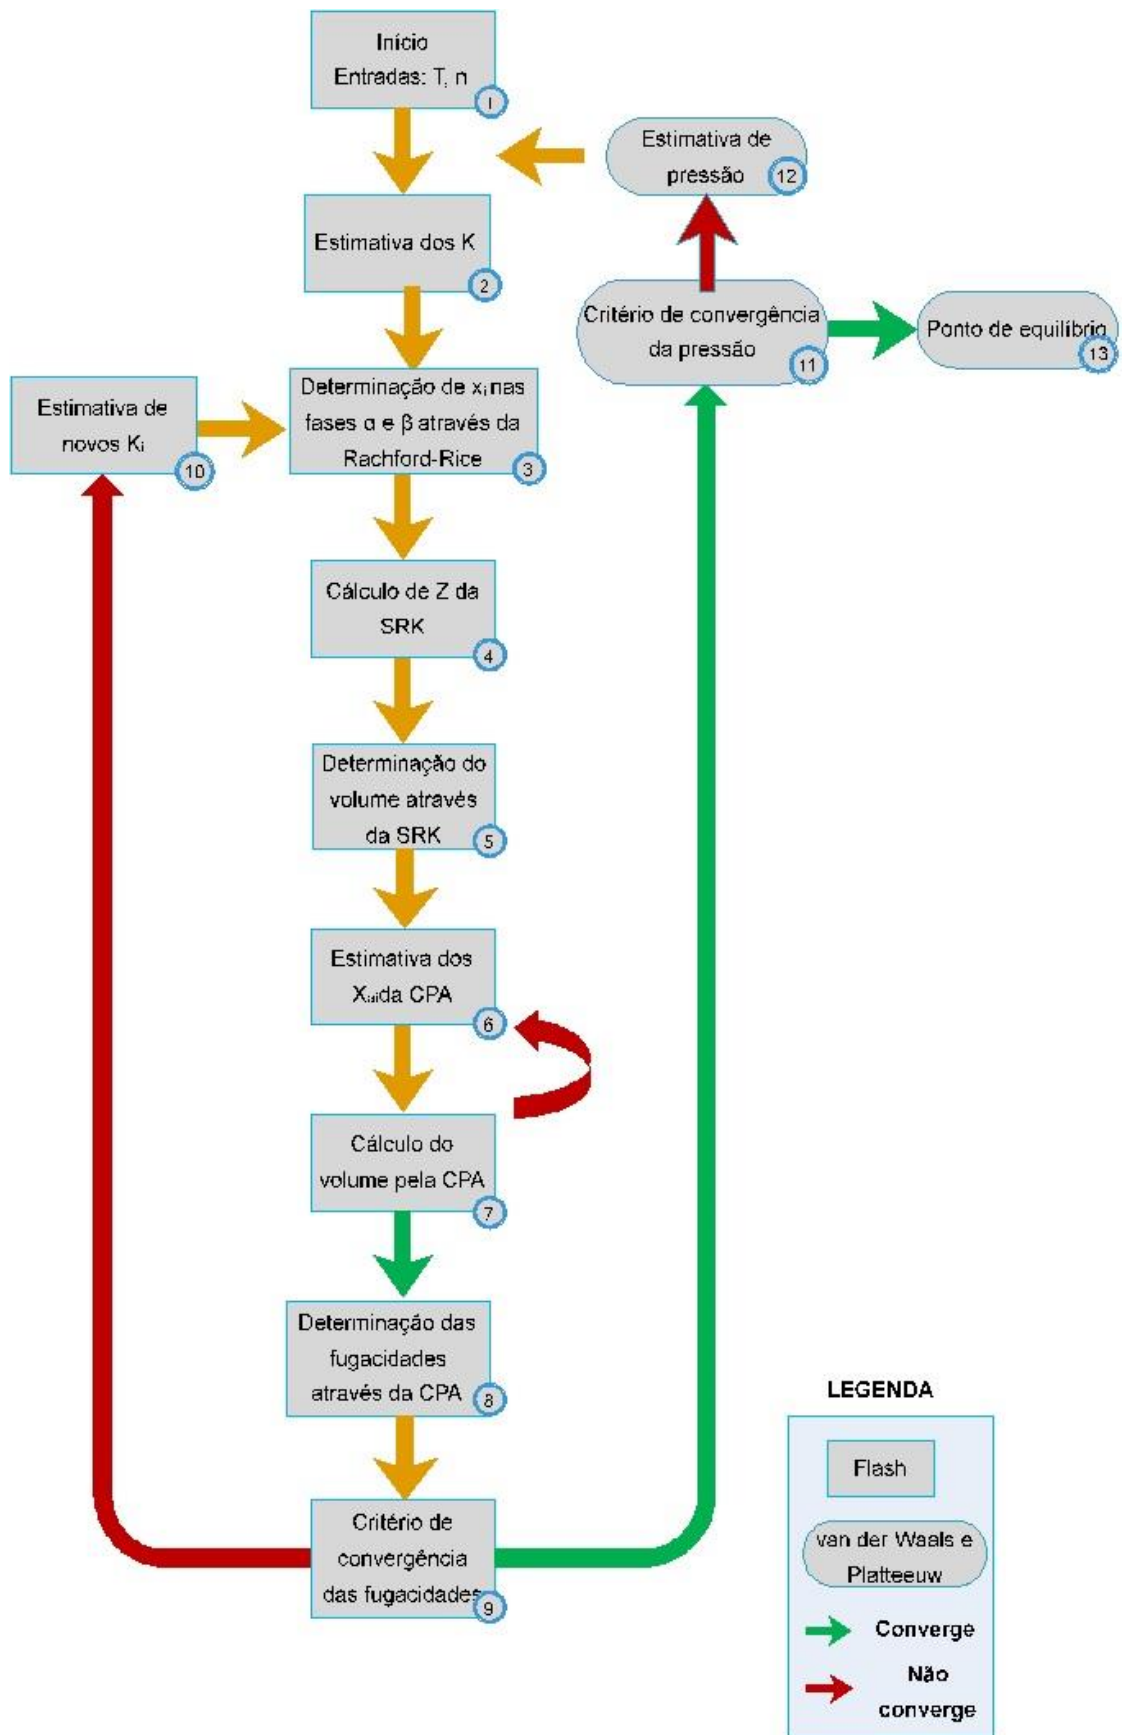 Início
Entradas: T, n
1
Estimativa de
pressão
12
Estimativa dos K
2
Critério de convergência
da pressão
11
Ponto de equilíbrio
13
Estimativa de
novos Kᵢ
10
Determinação de xᵢ nas
fases α e β através da
Rachford-Rice
3
Cálculo de Z da
SRK
4
Determinação do
volume através
da SRK
5
Estimativa dos
da CPA
6
Cálculo do
volume pela CPA
7
Determinação das
fugacidades
através da CPA
8
Critério de
convergência
das fugacidades
9
LEGENDA
Flash
van der Waals e
Platteeuw
Converge
Não
converge